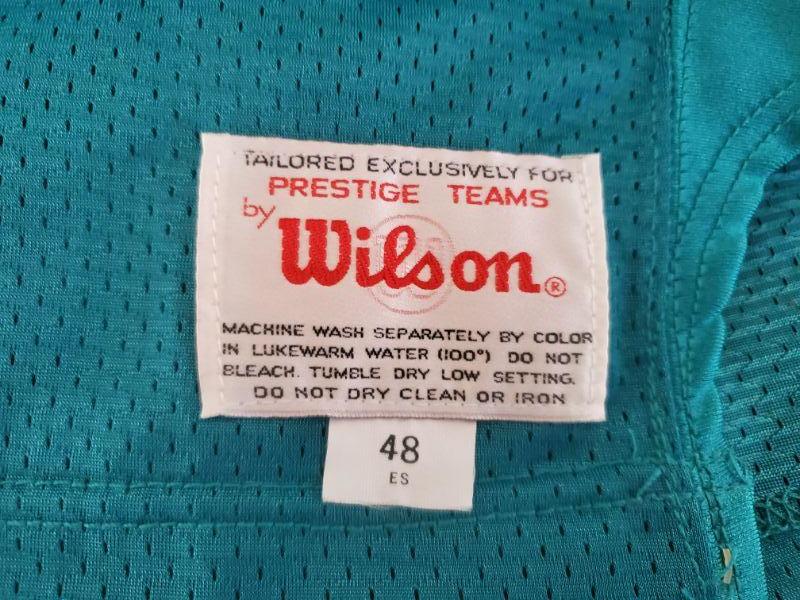 TAILORED EXCLUSIVELY FOR
PRESTIGE TEAMS
by
Wilson®
MACHINE WASH SEPARATELY BY COLOR
IN LUKEWARM WATER (100°) DO NOT
BLEACH. TUMBLE DRY LOW SETTING.
DO NOT DRY CLEAN OR IRON
48
ES